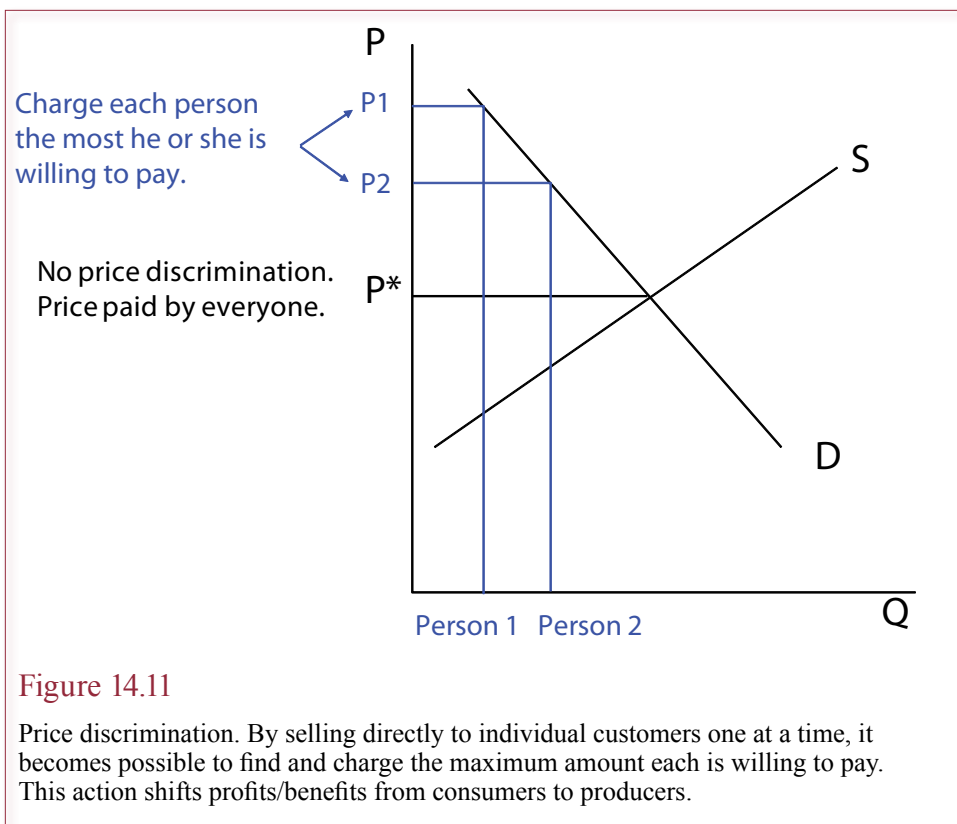 P
Charge each person
the most he or she is
willing to pay.
P1
P2
S
No price discrimination.
Price paid by everyone.
P*
D
Q
Person 1 Person 2
Figure 14.11
Price discrimination. By selling directly to individual customers one at a time, it
becomes possible to find and charge the maximum amount each is willing to pay.
This action shifts profits/benefits from consumers to producers.